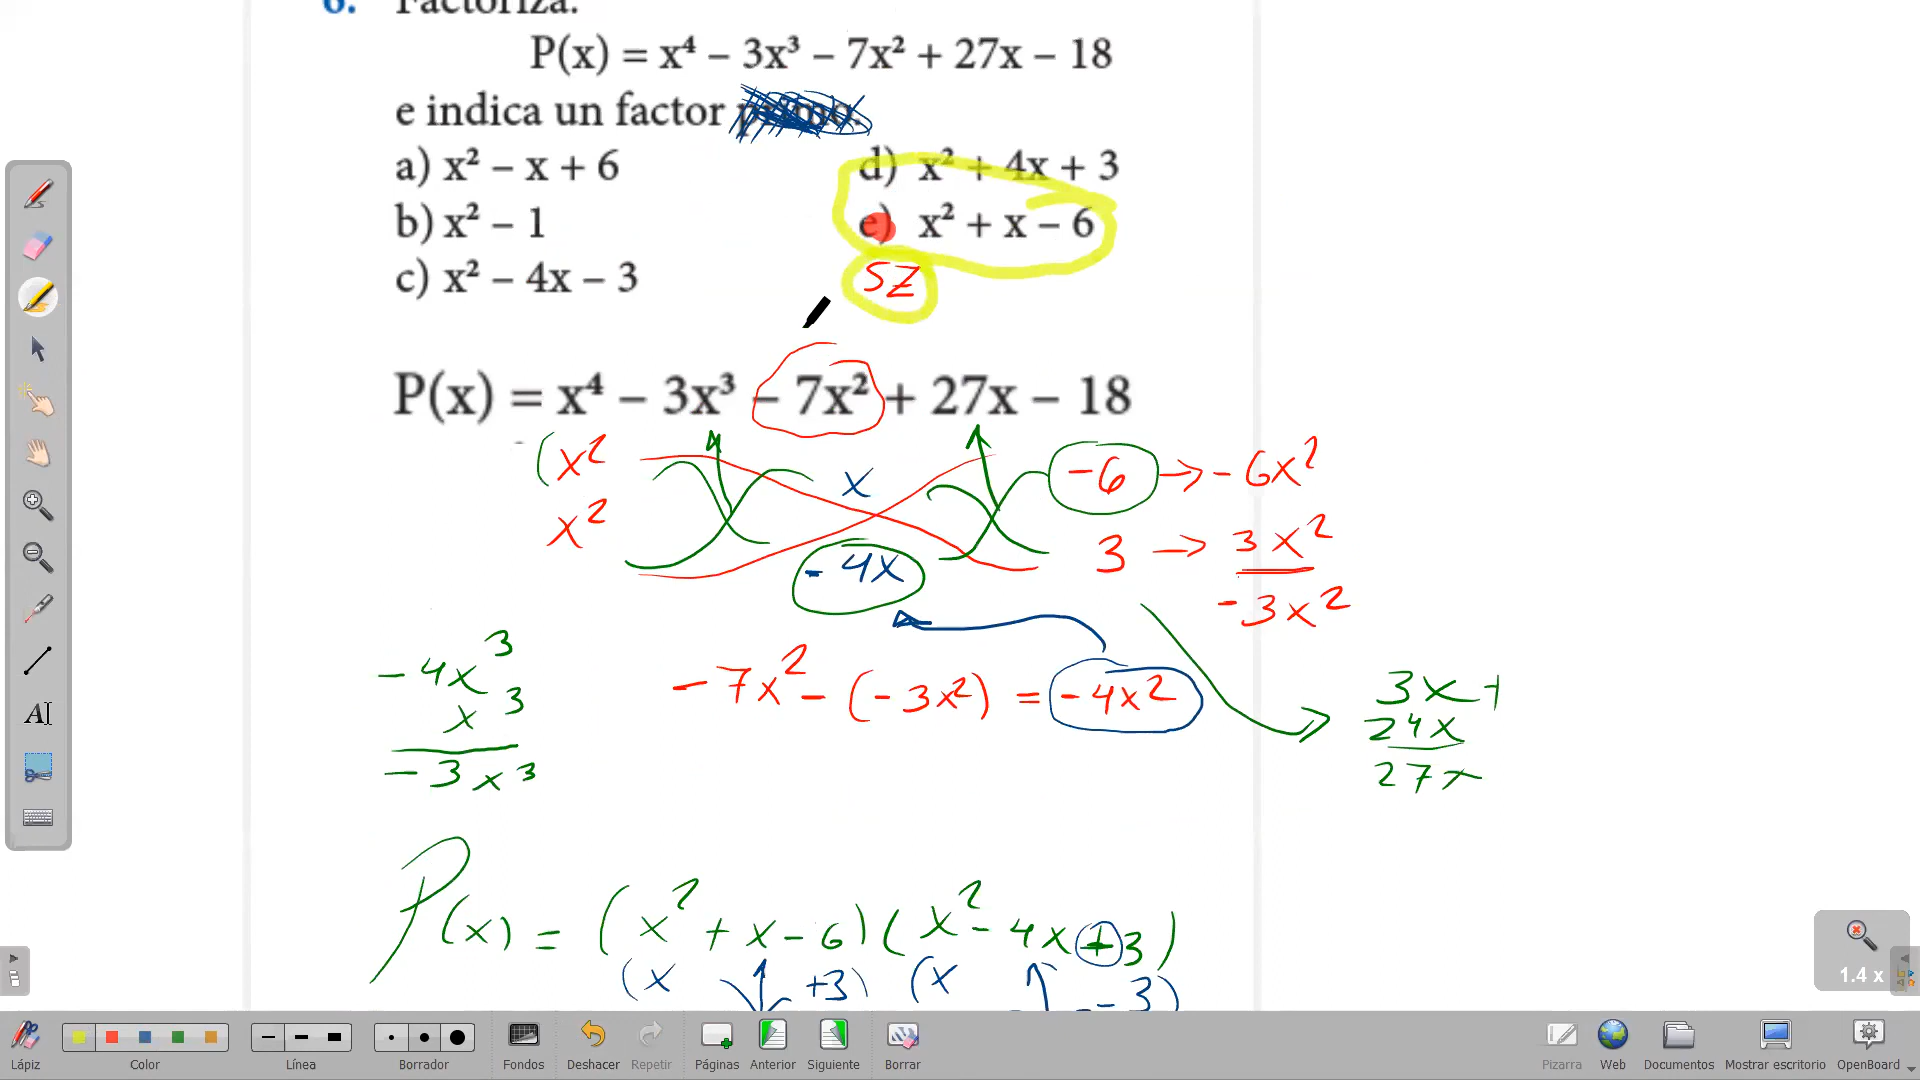 6. Factoriza:
P(x) = x⁴ – 3x³ – 7x² + 27x – 18
e indica un factor primo.
a) x² – x + 6
d) x² + 4x + 3
b) x² – 1
e) x² + x – 6
c) x² – 4x – 3
SZ
P(x) = x⁴ – 3x³ – 7x² + 27x – 18
(x² x -6 → -6x²
x² -4x 3 → 3x²
-3x²
-4x³
x³
-3x³
-7x² - (-3x²) = -4x²
3x +
24x
27x
P(x) = (x² + x - 6)(x² - 4x + 3)
(x +3) (x -3)
1.4 x
Lápiz
Color
Línea
Borrador
Fondos
Deshacer
Repetir
Páginas
Anterior
Siguiente
Borrar
Pizarra
Web
Documentos
Mostrar escritorio
OpenBoard